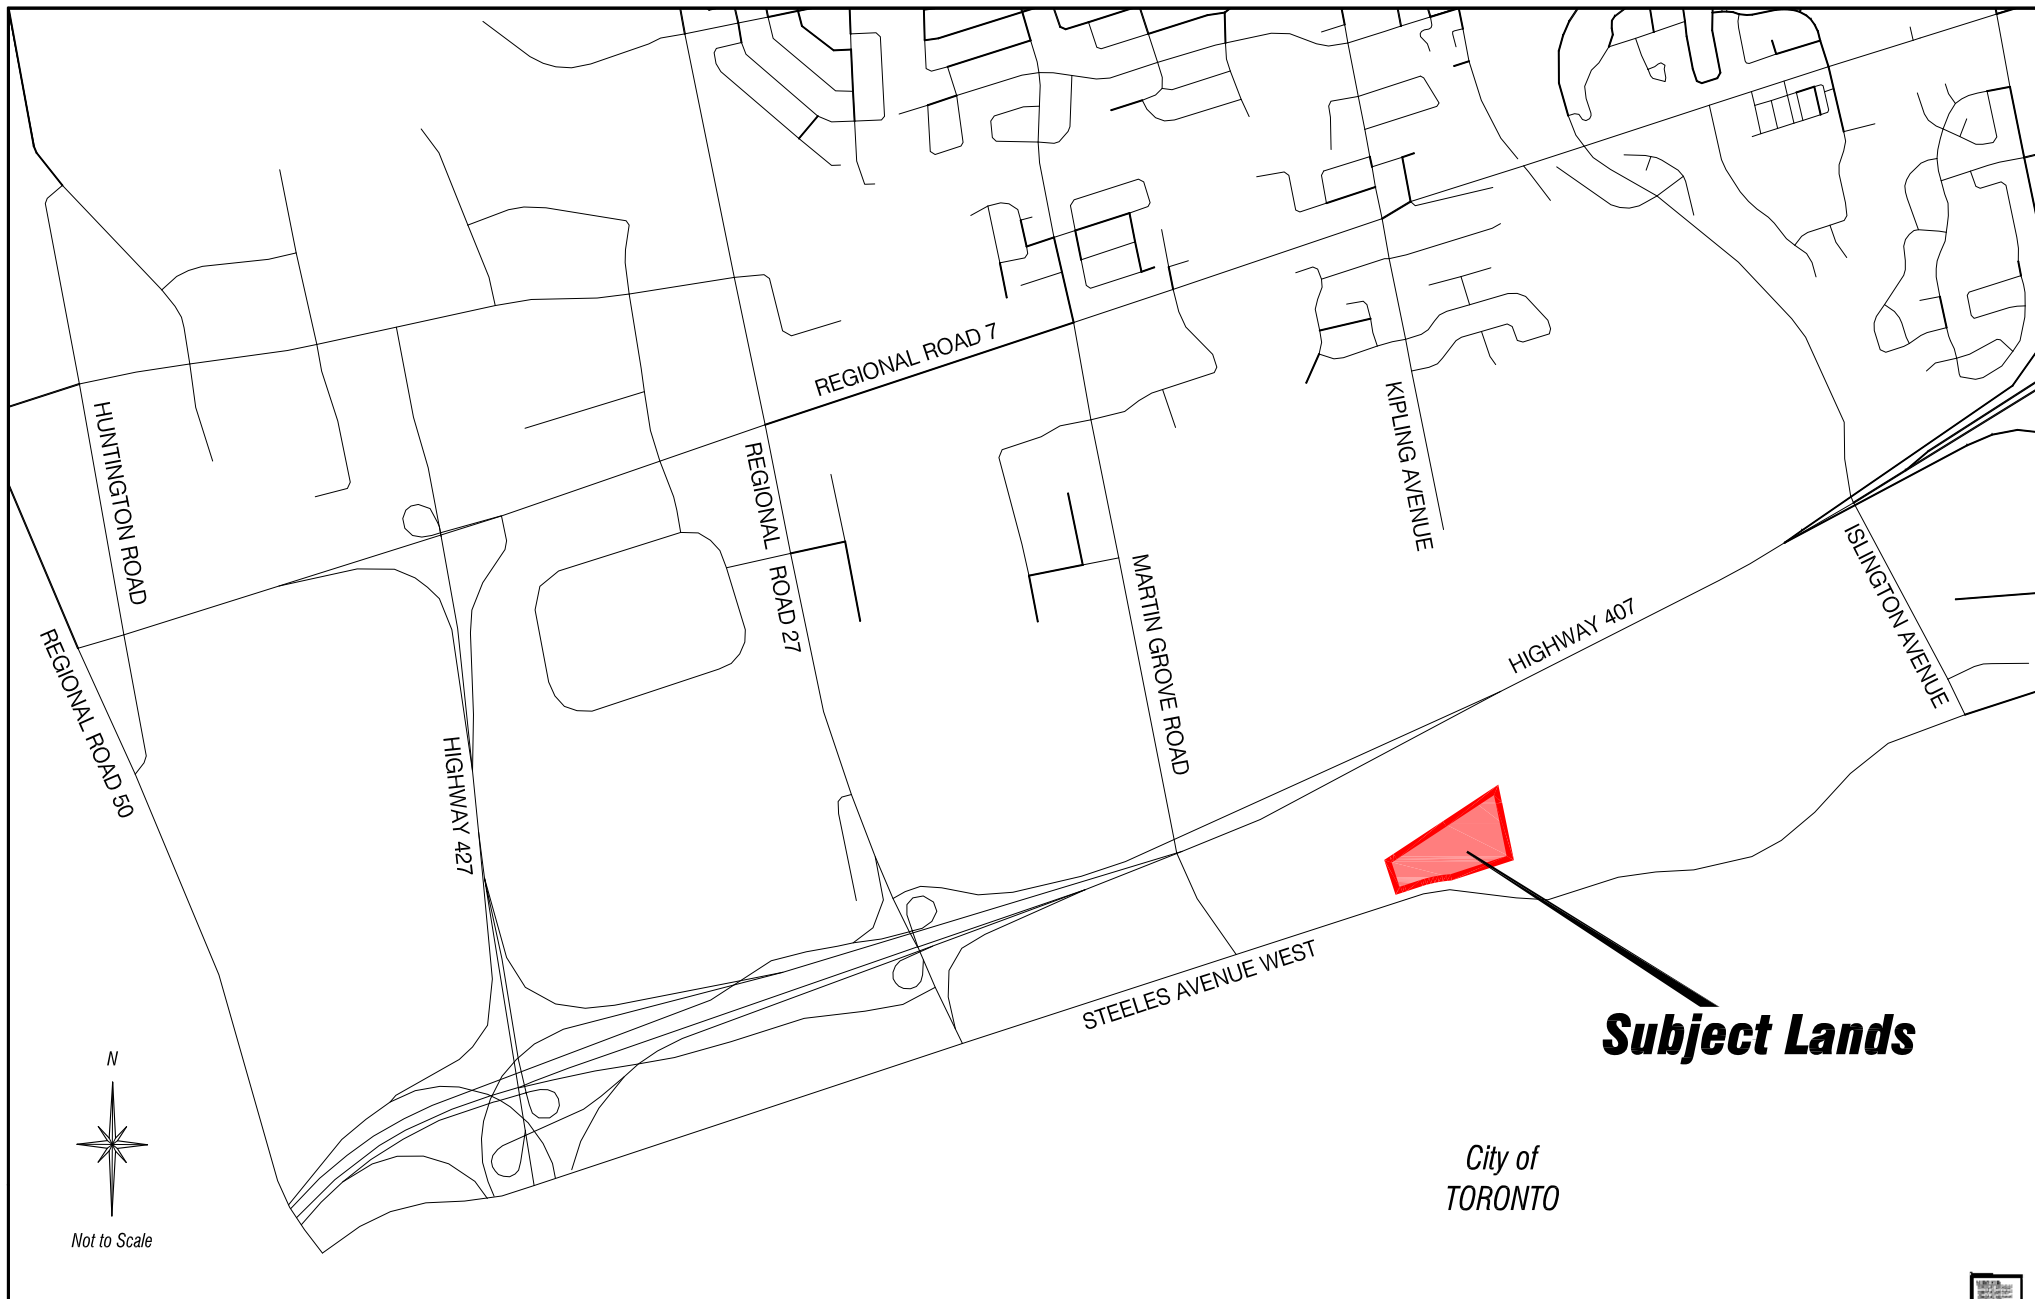 REGIONAL ROAD 7
HUNTINGTON ROAD
KIPLING AVENUE
REGIONAL ROAD 27
ISLINGTON AVENUE
MARTIN GROVE ROAD
HIGHWAY 407
REGIONAL ROAD 50
HIGHWAY 427
STEELES AVENUE WEST
Subject Lands
N
City of
TORONTO
Not to Scale